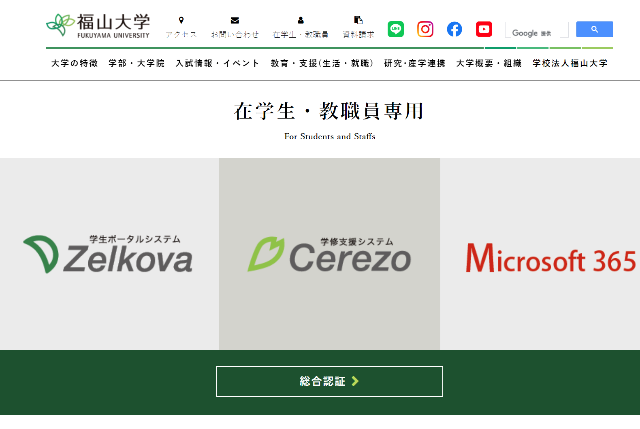 福山大学
FUKUYAMA UNIVERSITY
アクセス お問い合わせ 在学生・教職員 資料請求
LINE
Google 提供
大学の特徴 学部・大学院 入試情報・イベント 教育・支援(生活・就職) 研究・産学連携 大学概要・組織 学校法人福山大学
在学生・教職員専用
For Students and Staffs
学生ポータルシステム
Zelkova
学修支援システム
Cerezo
Microsoft 365
総合認証